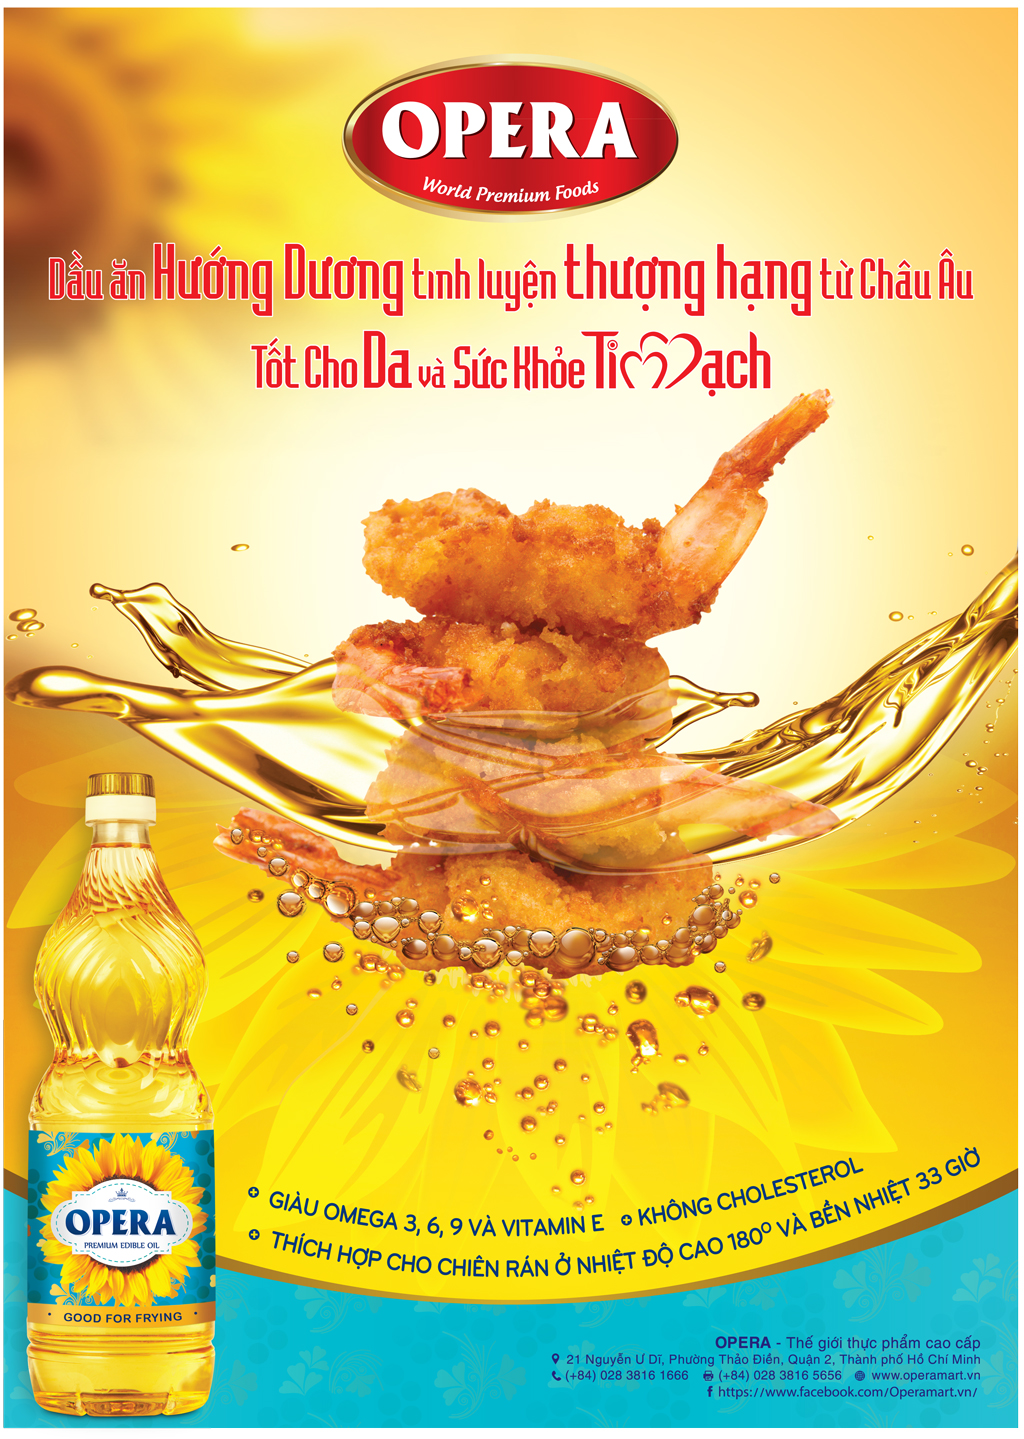 OPERA
World Premium Foods
Dầu ăn Hướng Dương tinh luyện thượng hạng từ Châu Âu
Tốt Cho Da và Sức Khỏe Tim Mạch
GIÀU OMEGA 3, 6, 9 VÀ VITAMIN E KHÔNG CHOLESTEROL
THÍCH HỢP CHO CHIÊN RÁN Ở NHIỆT ĐỘ CAO 180° VÀ BỀN NHIỆT 33 GIỜ
OPERA
PREMIUM EDIBLE OIL
• GOOD FOR FRYING •
OPERA - Thế giới thực phẩm cao cấp
21 Nguyễn Ư Dĩ, Phường Thảo Điền, Quận 2, Thành phố Hồ Chí Minh
(+84) 028 3816 1666 (+84) 028 3816 5656 www.operamart.vn
https://www.facebook.com/Operamart.vn/